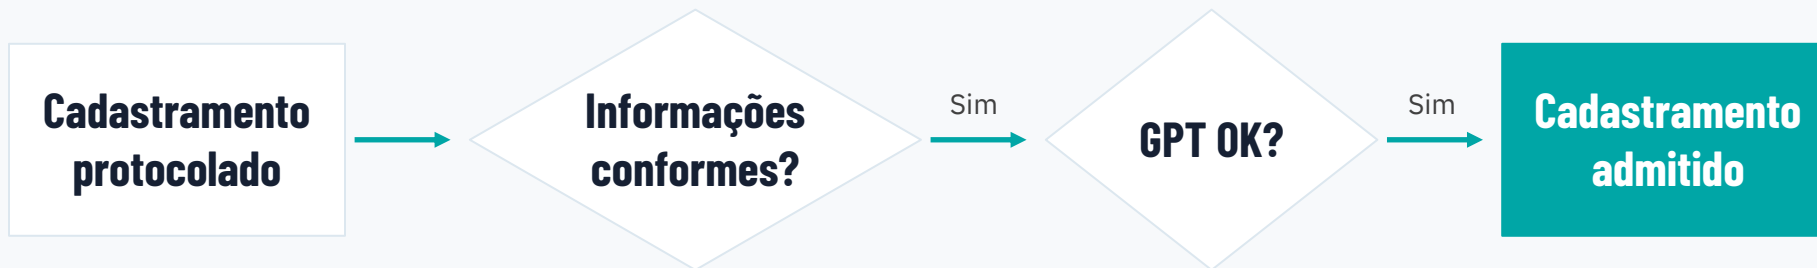 Cadastramento
protocolado
Informações
conformes?
Sim
GPT OK?
Sim
Cadastramento
admitido